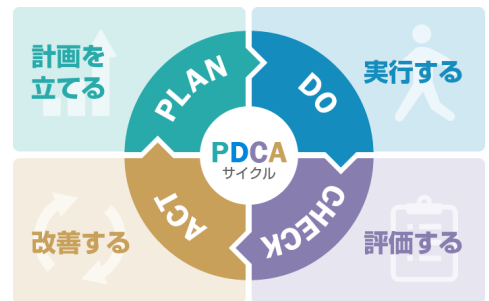 計画を
立てる
PLAN
DO
実行する
PDCA
サイクル
ACT
CHECK
改善する
評価する